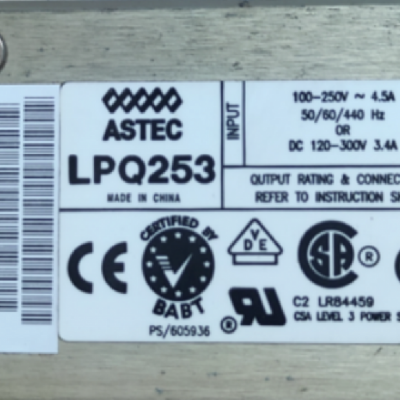 ASTEC
LPQ253
MADE IN CHINA
INPUT
100-250V ~ 4.5A
50/60/440 Hz
OR
DC 120-300V 3.4A
OUTPUT RATING & CONNEC
REFER TO INSTRUCTION SH
CE
CERTIFIED BY
BABT
PS/605936
VDE
RU
®
SA
®
C2 LR84459
CSA LEVEL 3 POWER S